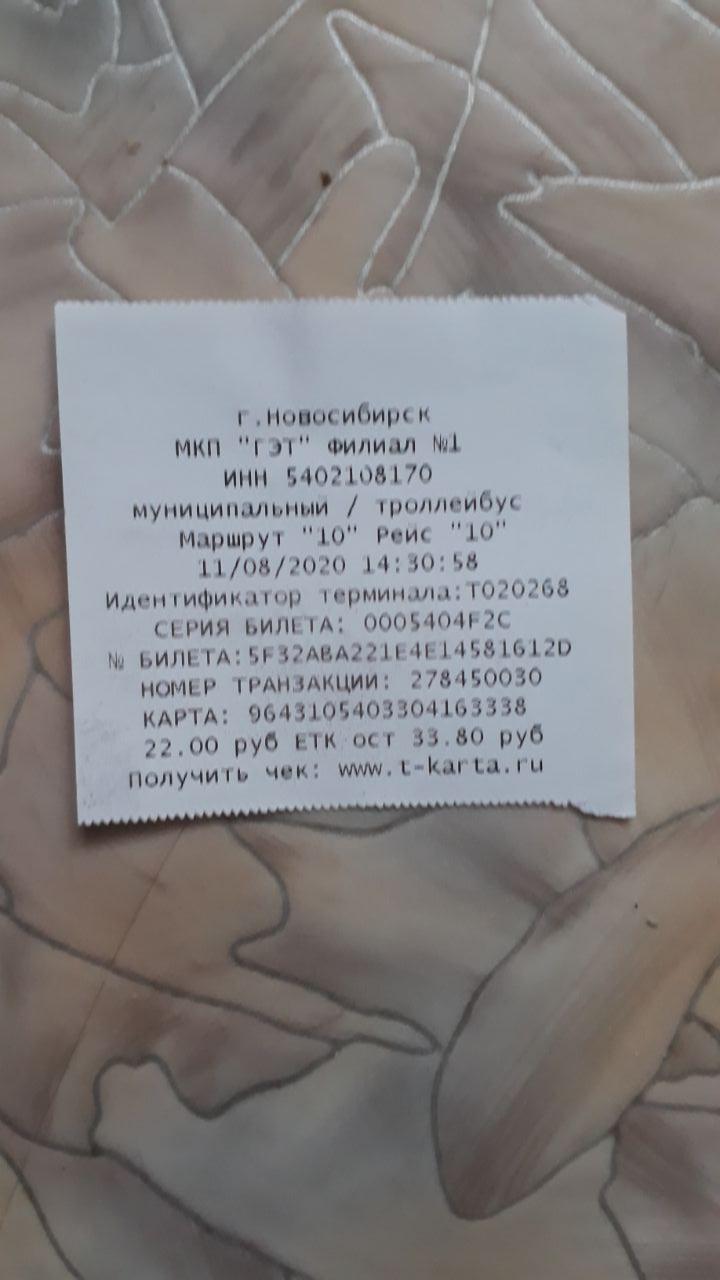 г.Новосибирск
МКП "ГЭТ" Филиал №1
ИНН 5402108170
муниципальный / троллейбус
Маршрут "10" Рейс "10"
11/08/2020 14:30:58
Идентификатор терминала:T020268
СЕРИЯ БИЛЕТА: 0005404F2C
№ БИЛЕТА:5F32ABA221E4E14581612D
НОМЕР ТРАНЗАКЦИИ: 278450030
КАРТА: 9643105403304163338
22.00 руб ЕТК ост 33.80 руб
получить чек: www.t-karta.ru